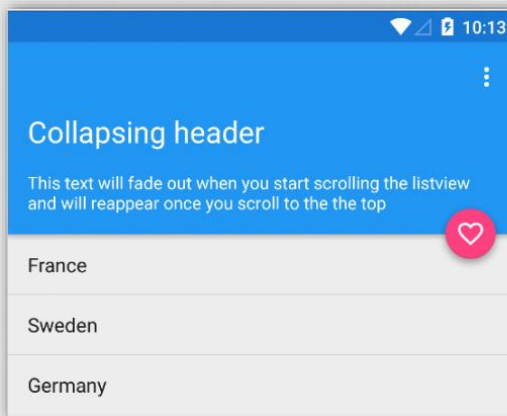 10:13
Collapsing header
This text will fade out when you start scrolling the listview
and will reappear once you scroll to the the top
France
Sweden
Germany